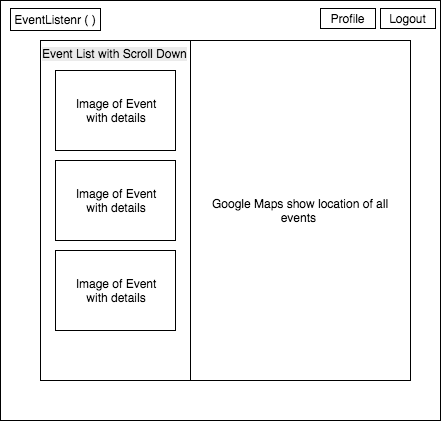 EventListenr ( )
Profile
Logout
Event List with Scroll Down
Image of Event
with details
Image of Event
with details
Image of Event
with details
Google Maps show location of all
events